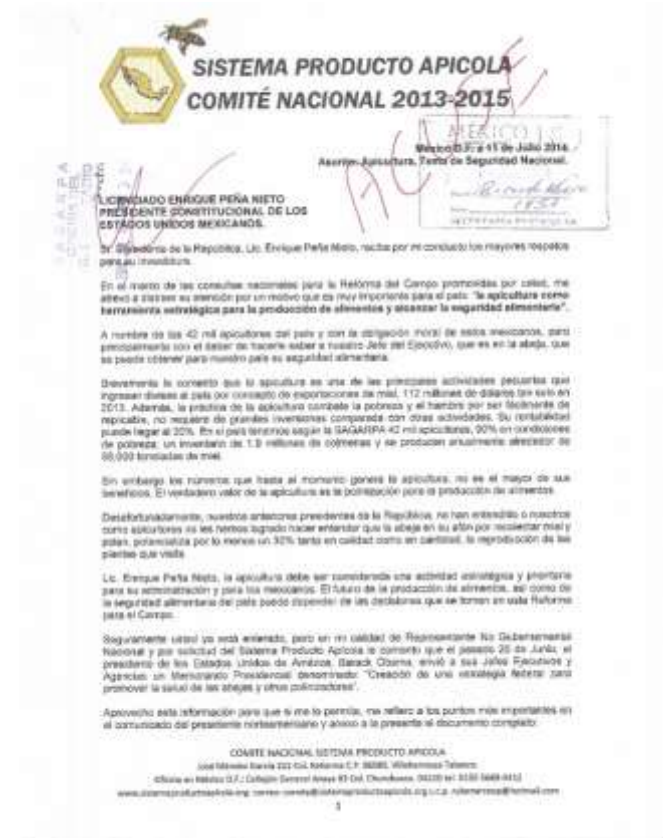 SISTEMA PRODUCTO APICOLA
COMITÉ NACIONAL 2013-2015
ACUSE
MÉXICO
México D.F. a 11 de Julio 2014.
Asunto: Apicultura, Tema de Seguridad Nacional.
LICENCIADO ENRIQUE PEÑA NIETO
PRESIDENTE CONSTITUCIONAL DE LOS
ESTADOS UNIDOS MEXICANOS.
Sr. Presidente de la República, Lic. Enrique Peña Nieto, reciba por mi conducto los mayores respetos
para su investidura.
En el marco de las consultas nacionales para la Reforma del Campo promovidas por usted, me
atrevo a distraer su atención por un motivo que es muy importante para el país: "la apicultura como
herramienta estratégica para la producción de alimentos y alcanzar la seguridad alimentaria".
A nombre de los 42 mil apicultores del país y con la obligación moral de estos mexicanos, pero
principalmente con el deber de hacerle saber a nuestro Jefe del Ejecutivo, que es en la abeja, que
se puede obtener para nuestro país su seguridad alimentaria.
Brevemente le comento que la apicultura es una de las principales actividades pecuarias que
ingresan divisas al país por concepto de exportaciones de miel, 112 millones de dólares tan solo en
2013. Además, la práctica de la apicultura combate la pobreza y el hambre por ser fácilmente de
replicable, no requiere de grandes inversiones comparada con otras actividades. Su rentabilidad
puede llegar al 20%. En el país tenemos según la SAGARPA 42 mil apicultores, 90% en condiciones
de pobreza, un inventario de 1.9 millones de colmenas y se producen anualmente alrededor de
toneladas de miel.
Sin embargo los números que hasta el momento genera la apicultura, no es el mayor de sus
beneficios. El verdadero valor de la apicultura es la polinización para la producción de alimentos.
Desafortunadamente, nuestros anteriores presidentes de la República, no han entendido o nosotros
como apicultores no les hemos logrado hacer entender que la abeja en su afán por recolectar miel y
polen, potencializa por lo menos un 30% tanto en calidad como en cantidad, la reproducción de las
plantas que visita.
Lic. Enrique Peña Nieto, la apicultura debe ser considerada una actividad estratégica y prioritaria
para su administración y para los mexicanos. El futuro de la producción de alimentos, así como de
la seguridad alimentaria del país puede depender de las decisiones que se tomen en esta Reforma
para el Campo.
Seguramente usted ya está enterado, pero en mi calidad de Representante No Gubernamental
Nacional y por solicitud del Sistema Producto Apícola le comento que el pasado 20 de Junio, el
presidente de los Estados Unidos de América, Barack Obama, envió a sus Jefes Ejecutivos y
Agencias un Memorando Presidencial denominado: "Creación de una estrategia federal para
promover la salud de las abejas y otros polinizadores".
Aprovecho esta información para que si me lo permite, me refiero a los puntos más importantes en
el comunicado del presidente norteamericano y anexo a la presente el documento completo:
COMITÉ NACIONAL SISTEMA PRODUCTO APICOLA
Col. Reforma C.P. Villahermosa Tabasco.
Oficina en México D.F.: Callejón General Anaya Col. Churubusco.
1